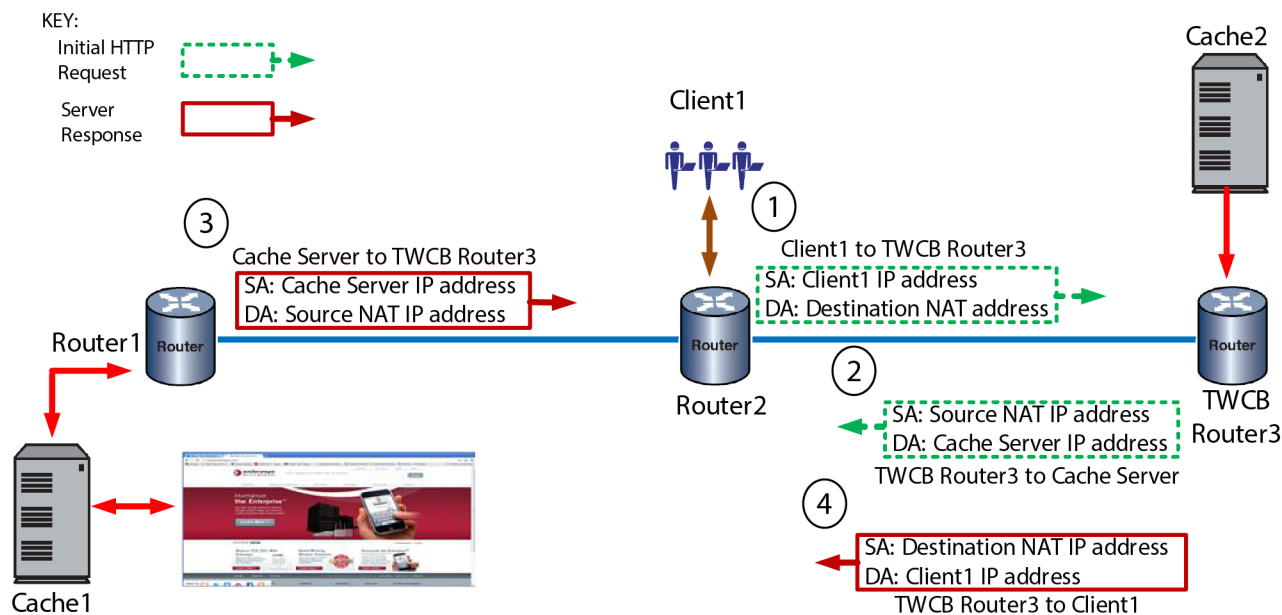 KEY:
Initial HTTP
Request
Server
Response
Client1
Cache2
3
1
Cache Server to TWCB Router3
SA: Cache Server IP address
DA: Source NAT IP address
Client1 to TWCB Router3
SA: Client1 IP address
DA: Destination NAT address
Router1
Router
Router
Router
Router2
2
TWCB
Router3
SA: Source NAT IP address
DA: Cache Server IP address
TWCB Router3 to Cache Server
4
SA: Destination NAT IP address
DA: Client1 IP address
TWCB Router3 to Client1
Humanize
the Enterprise™
Cache1